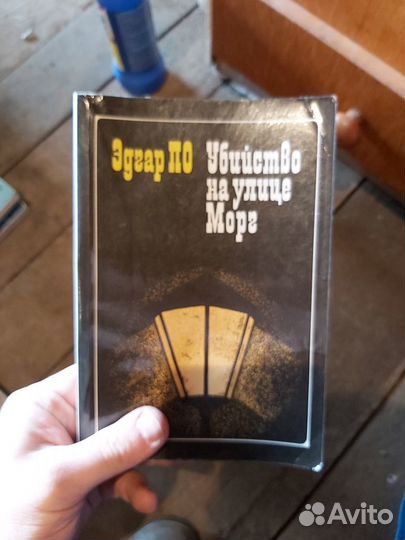 Эдгар ПО
Убийство
на улице
Морг
Avito